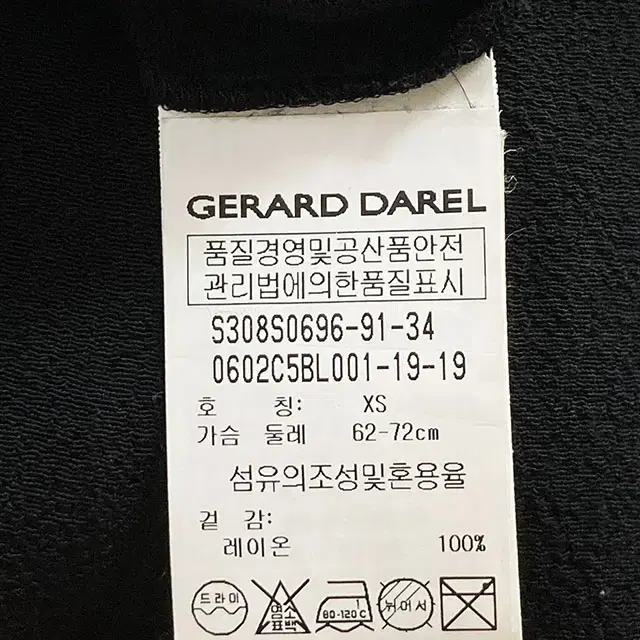 GERARD DAREL
품질경영및공산품안전
관리법에의한품질표시
S308S0696-91-34
0602C5BL001-19-19
호 칭: XS
가슴 둘레 62-72cm
섬유의조성및혼용율
겉 감:
레이온 100%
드라이 염소표백 1 80-120℃ 뉘어서